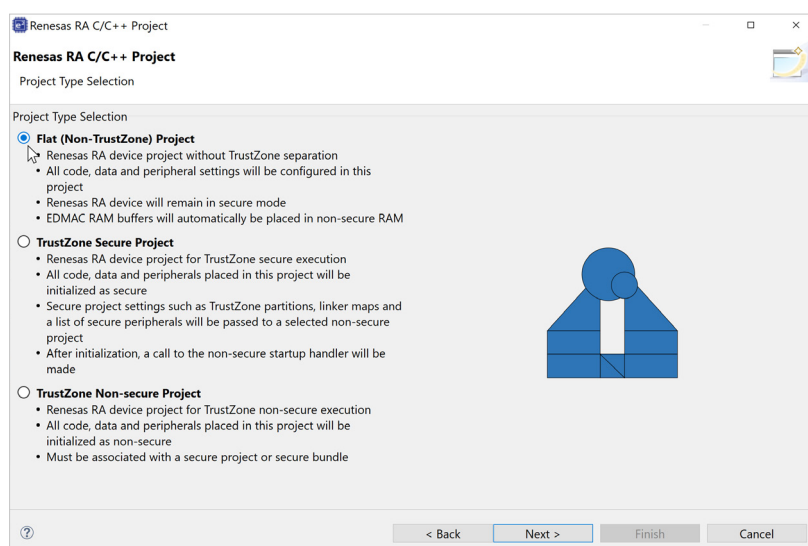 Renesas RA C/C++ Project
Renesas RA C/C++ Project
Project Type Selection
Project Type Selection
Flat (Non-TrustZone) Project
• Renesas RA device project without TrustZone separation
• All code, data and peripheral settings will be configured in this
project
• Renesas RA device will remain in secure mode
• EDMAC RAM buffers will automatically be placed in non-secure RAM
TrustZone Secure Project
• Renesas RA device project for TrustZone secure execution
• All code, data and peripherals placed in this project will be
initialized as secure
• Secure project settings such as TrustZone partitions, linker maps and
a list of secure peripherals will be passed to a selected non-secure
project
• After initialization, a call to the non-secure startup handler will be
made
TrustZone Non-secure Project
• Renesas RA device project for TrustZone non-secure execution
• All code, data and peripherals placed in this project will be
initialized as non-secure
• Must be associated with a secure project or secure bundle
? < Back Next > Finish Cancel